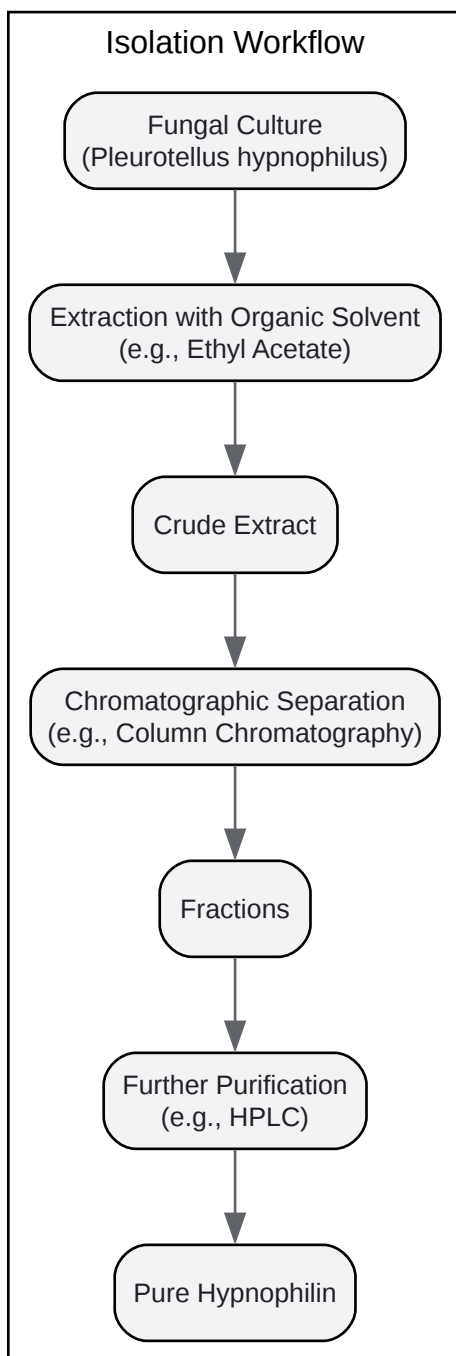 Isolation Workflow
Fungal Culture
(Pleurotellus hypnophilus)
Extraction with Organic Solvent
(e.g., Ethyl Acetate)
Crude Extract
Chromatographic Separation
(e.g., Column Chromatography)
Fractions
Further Purification
(e.g., HPLC)
Pure Hypnophilin